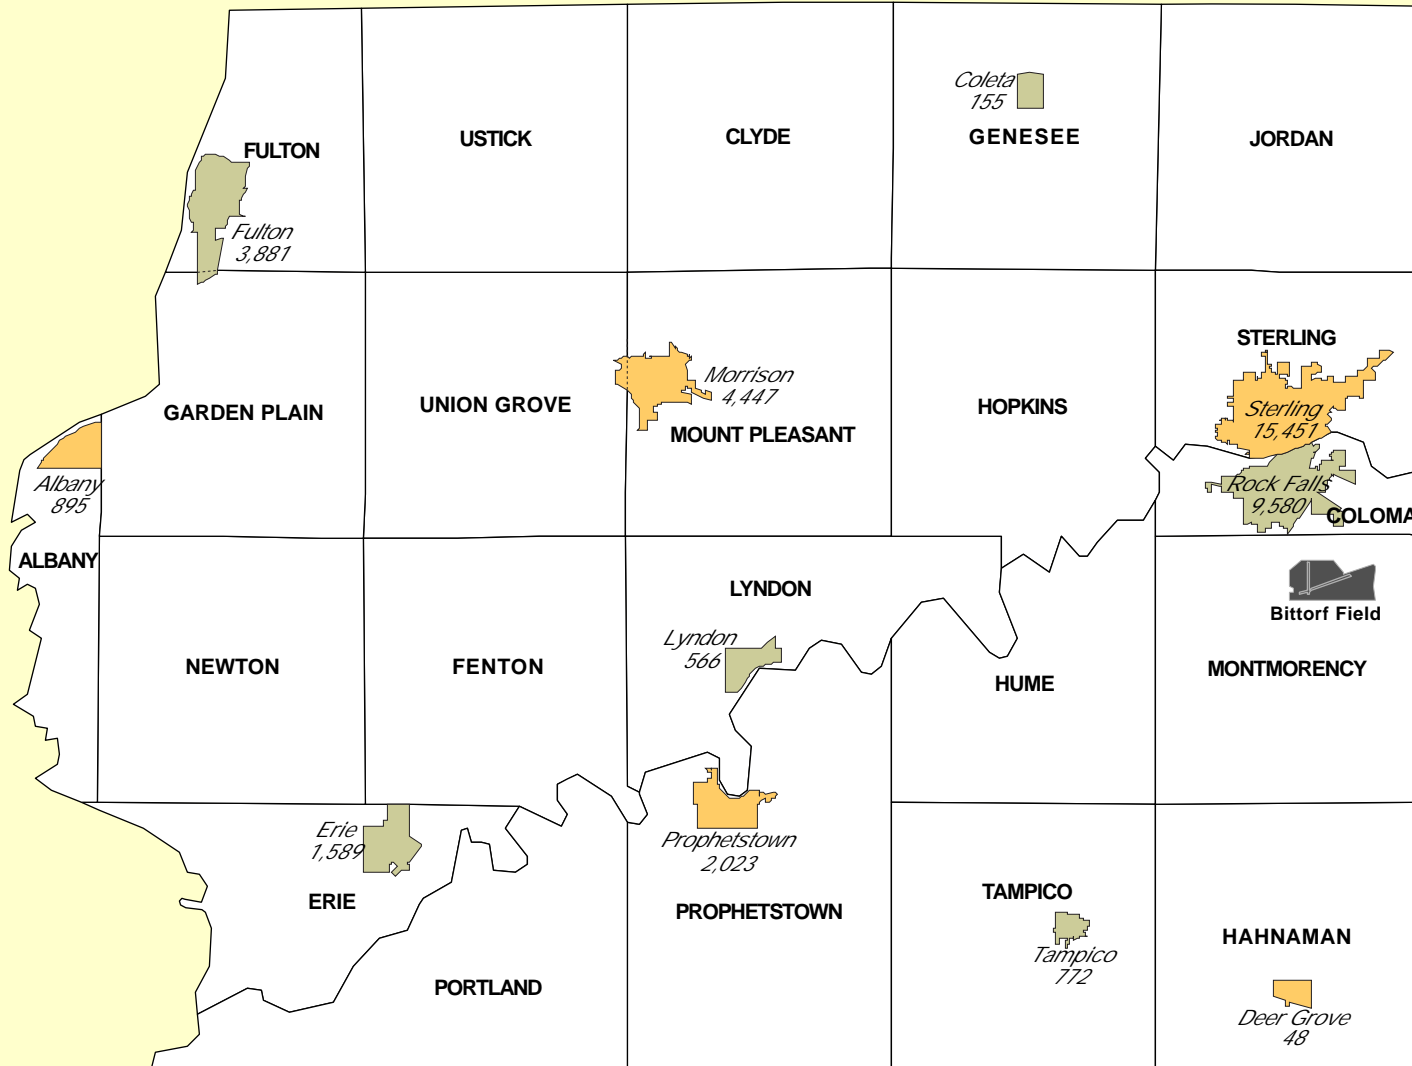 Coleta
155
FULTON
USTICK
CLYDE
GENESEE
JORDAN
Fulton
3,881
STERLING
Morrison
4,447
GARDEN PLAIN
UNION GROVE
HOPKINS
Sterling
15,451
MOUNT PLEASANT
Albany
895
Rock Falls
9,580
COLOMA
ALBANY
LYNDON
Bittorf Field
Lyndon
566
NEWTON
FENTON
HUME
MONTMORENCY
Erie
1,589
Prophetstown
2,023
ERIE
PROPHETSTOWN
TAMPICO
HAHNAMAN
Tampico
772
PORTLAND
Deer Grove
48